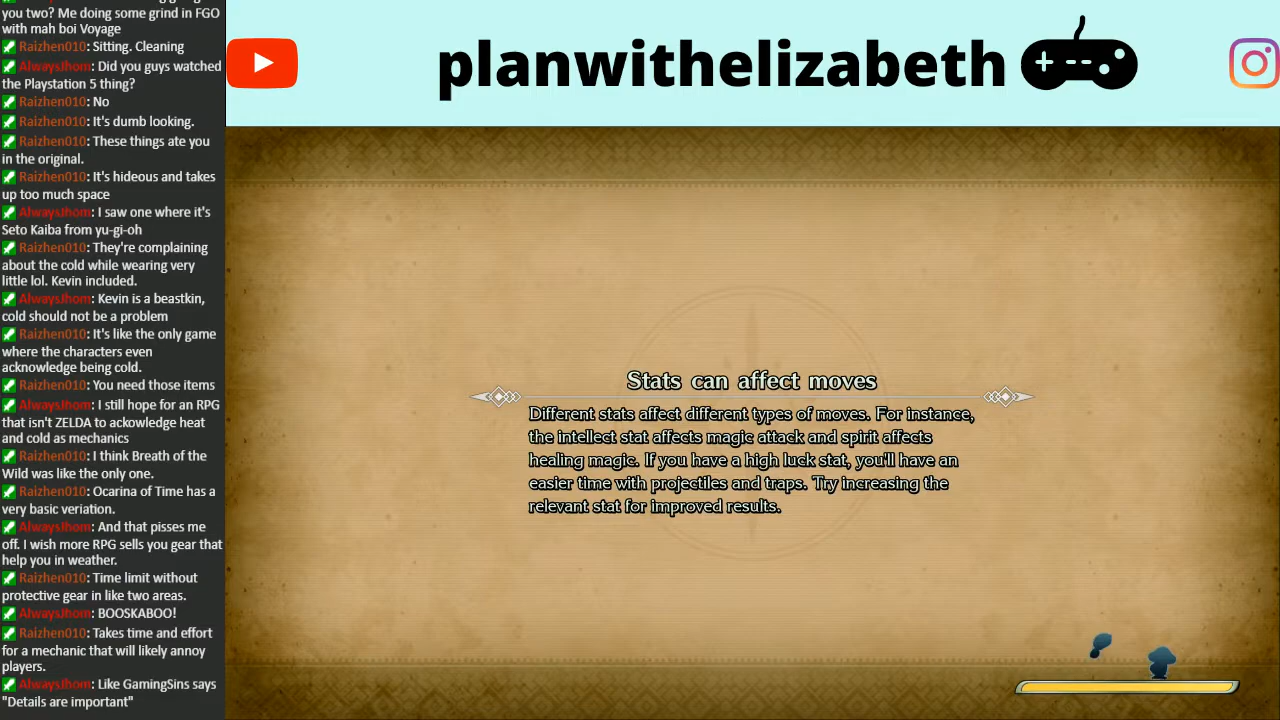 you two? Me doing some grind in FGO
with mah boi Voyage
Raizhen010: Sitting. Cleaning
AlwaysJhom: Did you guys watched
the Playstation 5 thing?
Raizhen010: No
Raizhen010: It's dumb looking.
Raizhen010: These things ate you
in the original.
Raizhen010: It's hideous and takes
up too much space
AlwaysJhom: I saw one where it's
Seto Kaiba from yu-gi-oh
Raizhen010: They're complaining
about the cold while wearing very
little lol. Kevin included.
AlwaysJhom: Kevin is a beastkin,
cold should not be a problem
Raizhen010: It's like the only game
where the characters even
acknowledge being cold.
Raizhen010: You need those items
AlwaysJhom: I still hope for an RPG
that isn't ZELDA to ackowledge heat
and cold as mechanics
Raizhen010: I think Breath of the
Wild was like the only one.
Raizhen010: Ocarina of Time has a
very basic veriation.
AlwaysJhom: And that pisses me
off. I wish more RPG sells you gear that
help you in weather.
Raizhen010: Time limit without
protective gear in like two areas.
AlwaysJhom: BOOSKABOO!
Raizhen010: Takes time and effort
for a mechanic that will likely annoy
players.
AlwaysJhom: Like GamingSins says
"Details are important"
planwithelizabeth
Stats can affect moves
Different stats affect different types of moves. For instance,
the intellect stat affects magic attack and spirit affects
healing magic. If you have a high luck stat, you'll have an
easier time with projectiles and traps. Try increasing the
relevant stat for improved results.